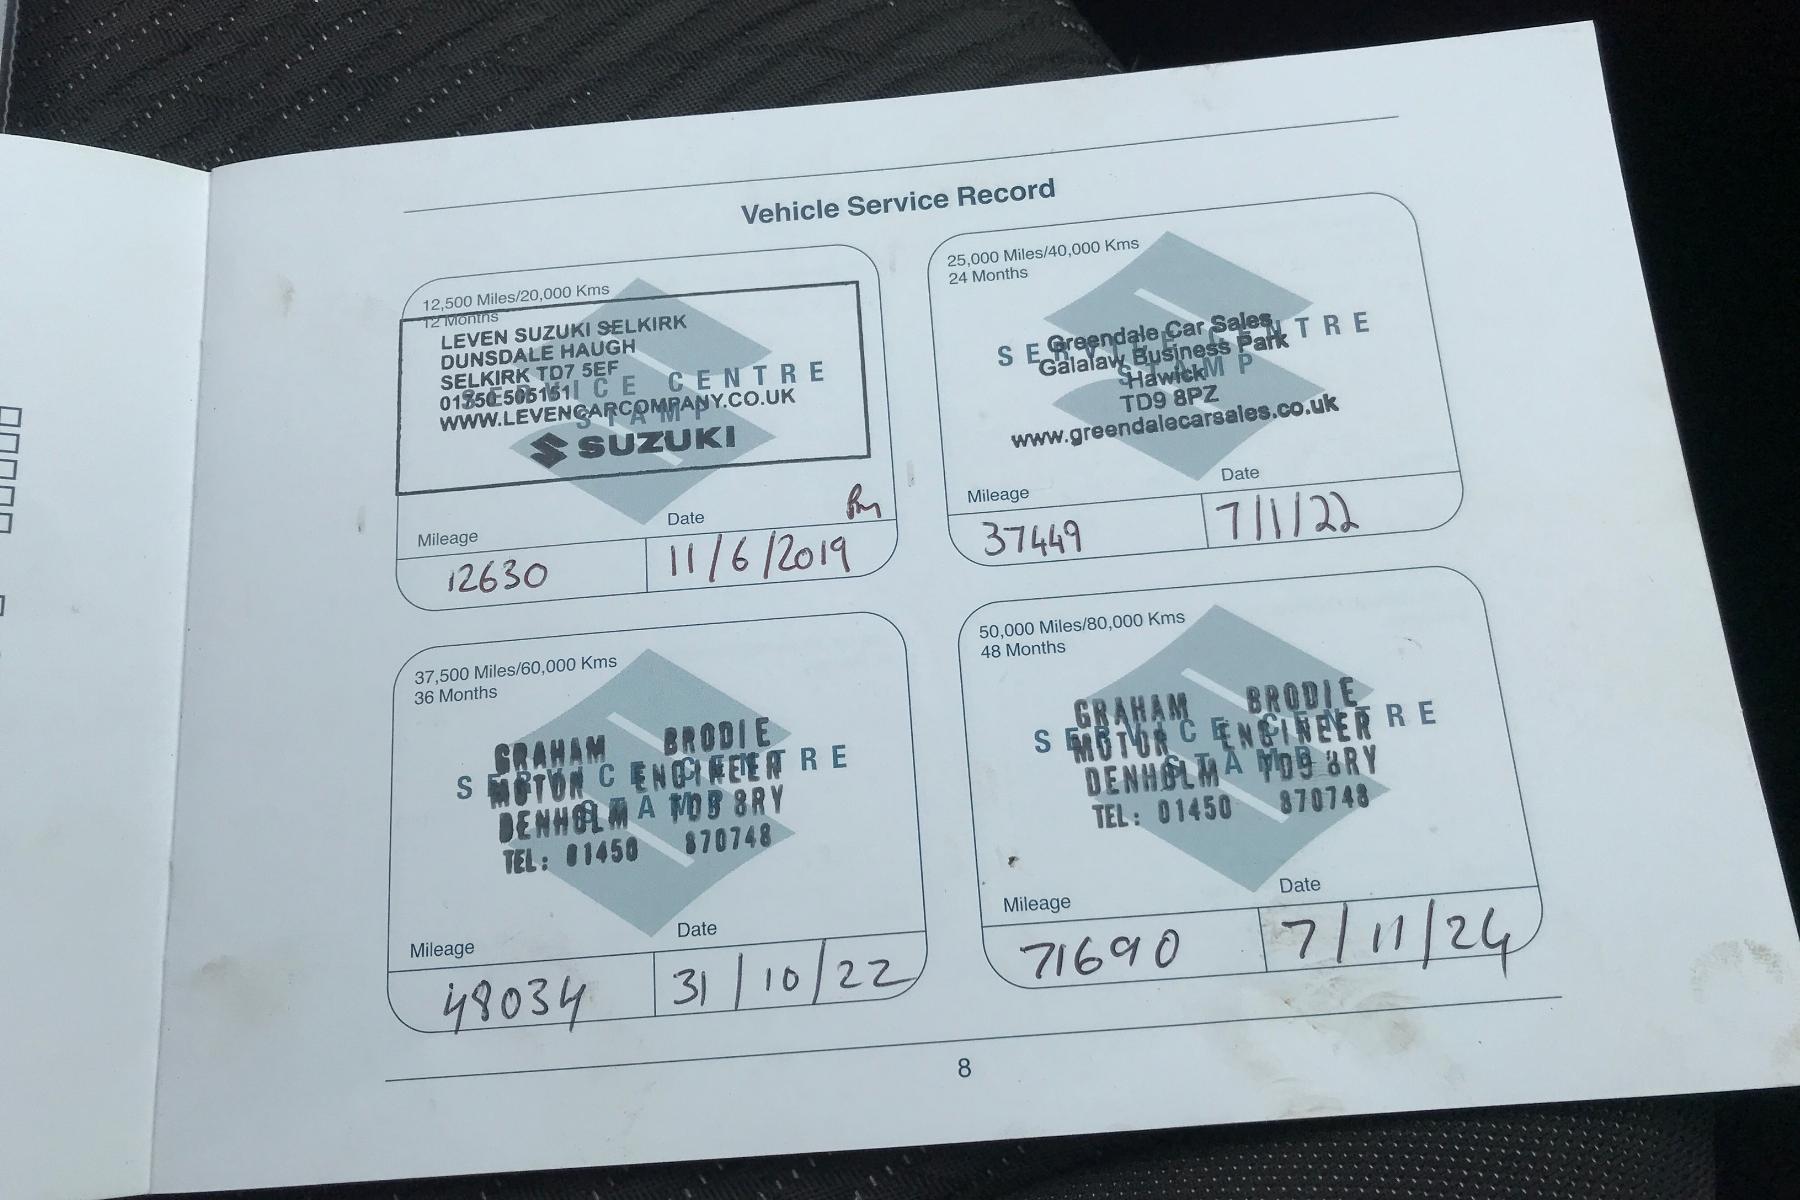 Vehicle Service Record
12,500 Miles/20,000 Kms
12 Months
LEVEN SUZUKI SELKIRK
DUNSDALE HAUGH
SELKIRK TD7 5EF
SERVICE CENTRE
01750 505151
WWW.LEVENCARCOMPANY.CO.UK
STAMP
SUZUKI
Mileage
Date
12630
11/6/2019
25,000 Miles/40,000 Kms
24 Months
Greendale Car Sales
SERVICE CENTRE
Galalaw Business Park
STAMP
Hawick
TD9 8PZ
www.greendalecarsales.co.uk
Mileage
Date
37449
7/1/22
37,500 Miles/60,000 Kms
36 Months
GRAHAM BRODIE
SERVICE CENTRE
MOTOR ENGINEER
STAMP
DENHOLM TD9 8RY
TEL: 01450 870748
Mileage
Date
48034
31/10/22
50,000 Miles/80,000 Kms
48 Months
GRAHAM BRODIE
SERVICE CENTRE
MOTOR ENGINEER
STAMP
DENHOLM TD9 8RY
TEL: 01450 870748
Mileage
Date
71690
7/11/24
8